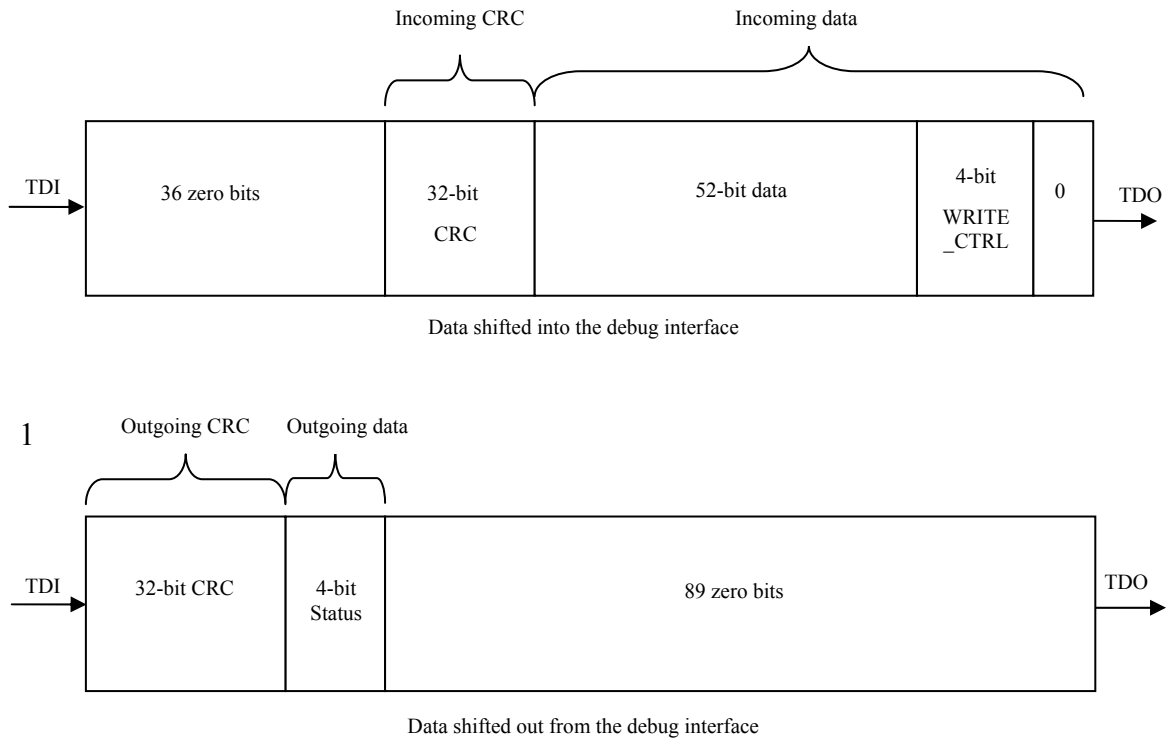 Incoming CRC
Incoming data
TDI
36 zero bits
32-bit
CRC
52-bit data
4-bit
WRITE
_CTRL
0
TDO
Data shifted into the debug interface
1
Outgoing CRC
Outgoing data
TDI
32-bit CRC
4-bit
Status
89 zero bits
TDO
Data shifted out from the debug interface